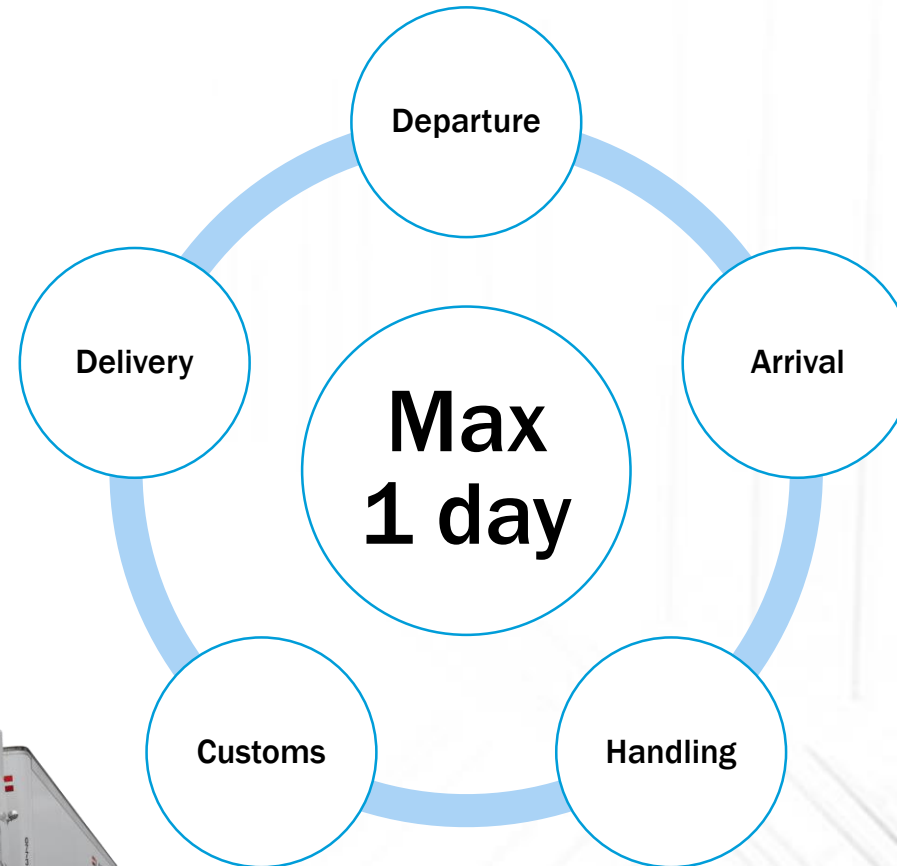 Departure
Delivery
Arrival
Max
1 day
Customs
Handling